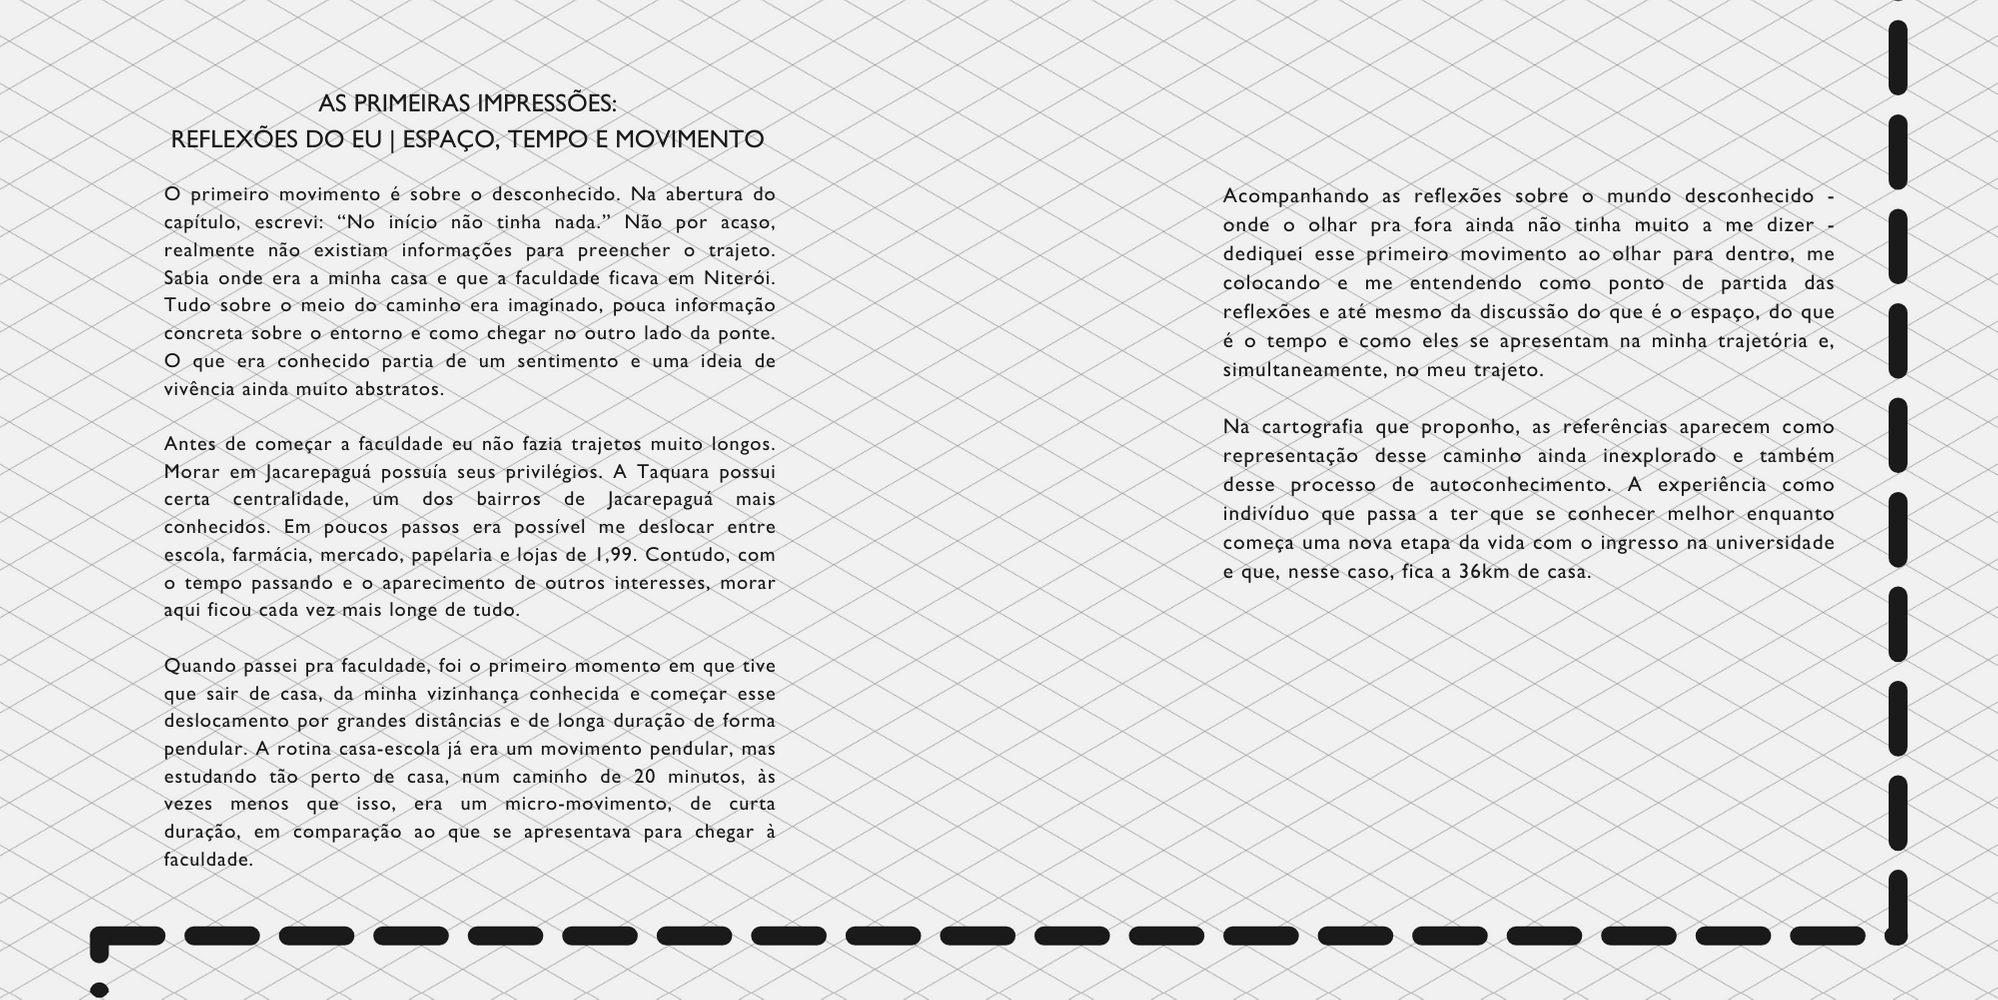 AS PRIMEIRAS IMPRESSÕES:
REFLEXÕES DO EU | ESPAÇO, TEMPO E MOVIMENTO
O primeiro movimento é sobre o desconhecido. Na abertura do
capítulo, escrevi: “No início não tinha nada.” Não por acaso,
realmente não existiam informações para preencher o trajeto.
Sabia onde era a minha casa e que a faculdade ficava em Niterói.
Tudo sobre o meio do caminho era imaginado, pouca informação
concreta sobre o entorno e como chegar no outro lado da ponte.
O que era conhecido partia de um sentimento e uma ideia de
vivência ainda muito abstratos.
Antes de começar a faculdade eu não fazia trajetos muito longos.
Morar em Jacarepaguá possuía seus privilégios. A Taquara possui
certa centralidade, um dos bairros de Jacarepaguá mais
conhecidos. Em poucos passos era possível me deslocar entre
escola, farmácia, mercado, papelaria e lojas de 1,99. Contudo, com
o tempo passando e o aparecimento de outros interesses, morar
aqui ficou cada vez mais longe de tudo.
Quando passei pra faculdade, foi o primeiro momento em que tive
que sair de casa, da minha vizinhança conhecida e começar esse
deslocamento por grandes distâncias e de longa duração de forma
pendular. A rotina casa-escola já era um movimento pendular, mas
estudando tão perto de casa, num caminho de 20 minutos, às
vezes menos que isso, era um micro-movimento, de curta
duração, em comparação ao que se apresentava para chegar à
faculdade.
Acompanhando as reflexões sobre o mundo desconhecido -
onde o olhar pra fora ainda não tinha muito a me dizer -
dediquei esse primeiro movimento ao olhar para dentro, me
colocando e me entendendo como ponto de partida das
reflexões e até mesmo da discussão do que é o espaço, do que
é o tempo e como eles se apresentam na minha trajetória e,
simultaneamente, no meu trajeto.
Na cartografia que proponho, as referências aparecem como
representação desse caminho ainda inexplorado e também
desse processo de autoconhecimento. A experiência como
indivíduo que passa a ter que se conhecer melhor enquanto
começa uma nova etapa da vida com o ingresso na universidade
e que, nesse caso, fica a 36km de casa.